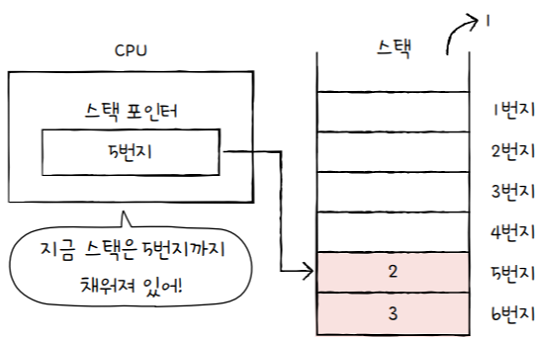 CPU
스택 포인터
5번지
지금 스택은 5번지까지
채워져 있어!
스택
1
1번지
2번지
3번지
4번지
2
5번지
3
6번지